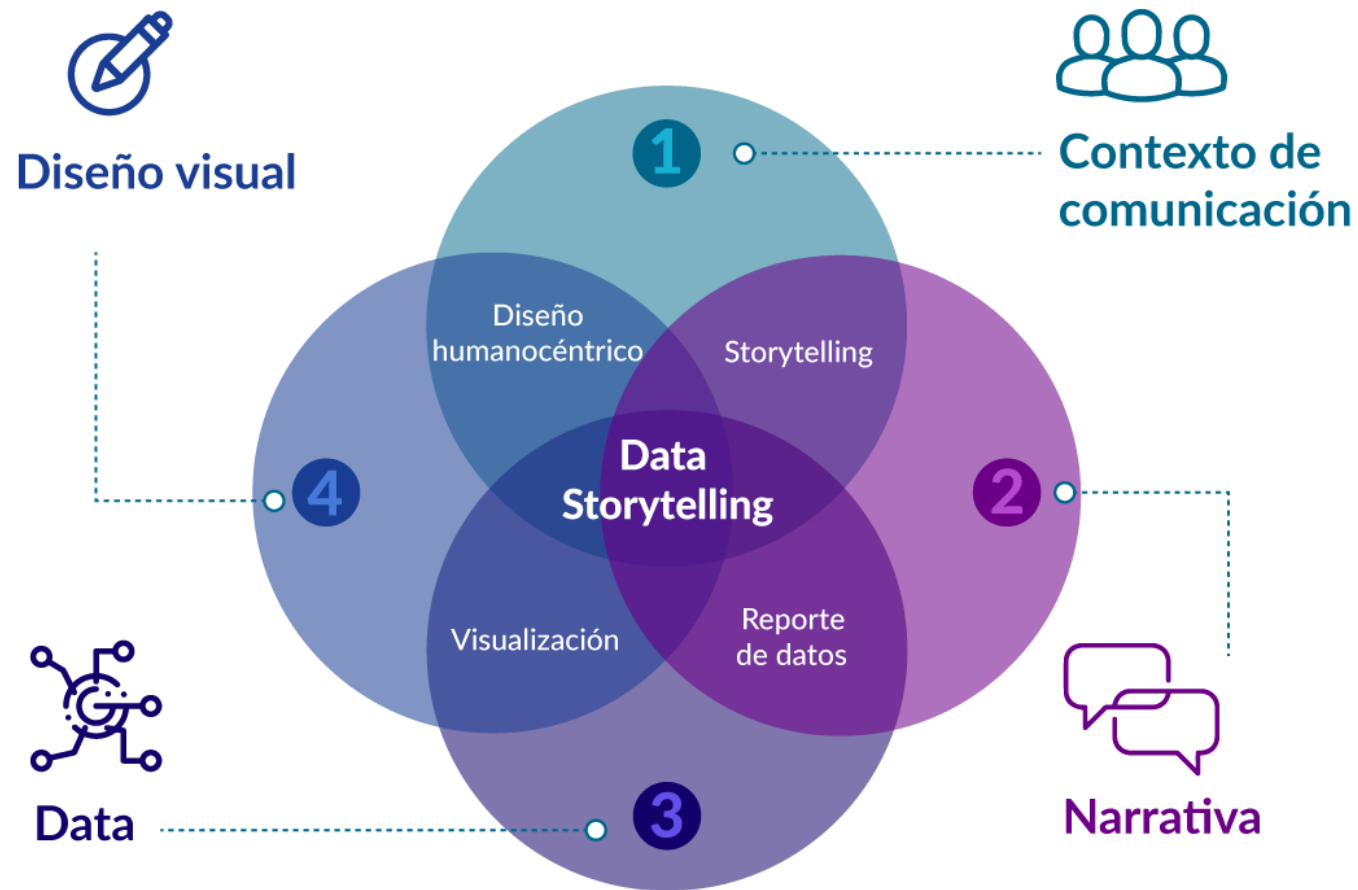 Diseño visual
1
Contexto de
comunicación
Diseño
humanocéntrico
Storytelling
Data
Storytelling
4
2
Visualización
Reporte
de datos
Data
3
Narrativa